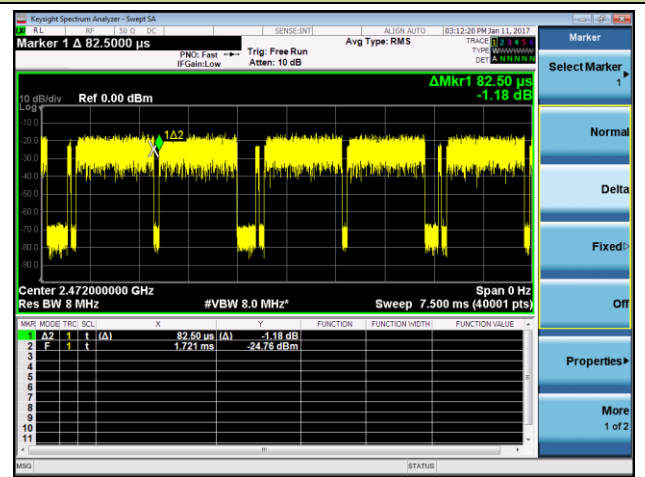 Keysight Spectrum Analyzer - Swept SA
RL RF 50 Ω DC SENSE:INT ALIGN AUTO 03:12:20 PM Jan 11, 2017
Marker 1 Δ 82.5000 µs
PNO: Fast
IFGain:Low
Trig: Free Run
Atten: 10 dB
Avg Type: RMS
TRACE 1 2 3 4 5 6
TYPE WWWWWW
DET A N N N N N
ΔMkr1 82.50 µs
-1.18 dB
10 dB/div Ref 0.00 dBm
Log
-10.0
-20.0
-30.0
-40.0
-50.0
-60.0
-70.0
-80.0
-90.0
1Δ2
Center 2.472000000 GHz Span 0 Hz
Res BW 8 MHz #VBW 8.0 MHz* Sweep 7.500 ms (40001 pts)
MKR MODE TRC SCL X Y FUNCTION FUNCTION WIDTH FUNCTION VALUE
1 Δ2 1 t (Δ) 82.50 µs (Δ) -1.18 dB
2 F 1 t 1.721 ms -24.76 dBm
3
4
5
6
7
8
9
10
11
MSG STATUS
Marker
Select Marker
1
Normal
Delta
Fixed
Off
Properties
More
1 of 2